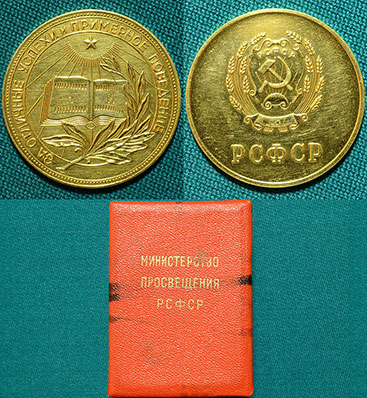 ЗА ОТЛИЧНЫЕ УСПЕХИ И ПРИМЕРНОЕ ПОВЕДЕНИЕ
РСФСР
МИНИСТЕРСТВО
ПРОСВЕЩЕНИЯ
РСФСР